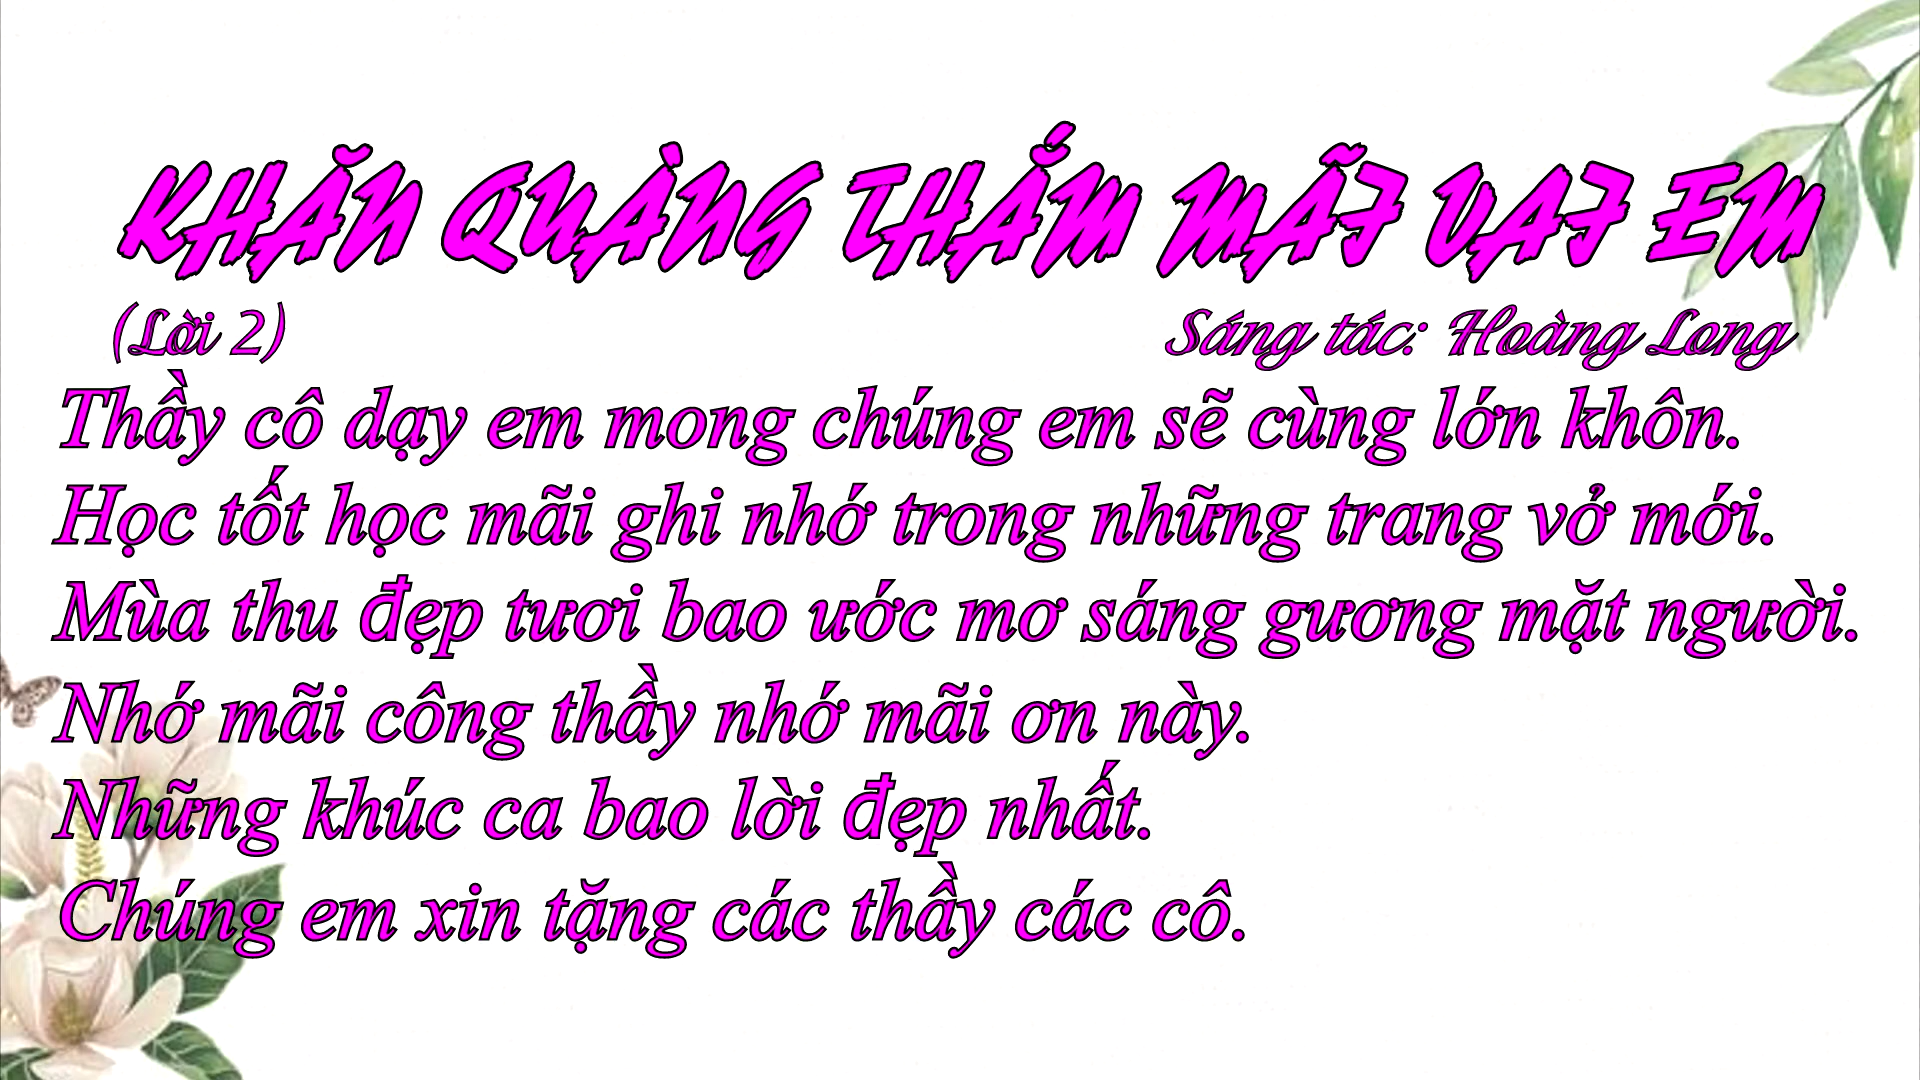 KHĂN QUÀNG THẮM MÃI VAI EM
(Lời 2) Sáng tác: Hoàng Long
Thầy cô dạy em mong chúng em sẽ cùng lớn khôn.
Học tốt học mãi ghi nhớ trong những trang vở mới.
Mùa thu đẹp tươi bao ước mơ sáng gương mặt người.
Nhớ mãi công thầy nhớ mãi ơn này.
Những khúc ca bao lời đẹp nhất.
Chúng em xin tặng các thầy các cô.